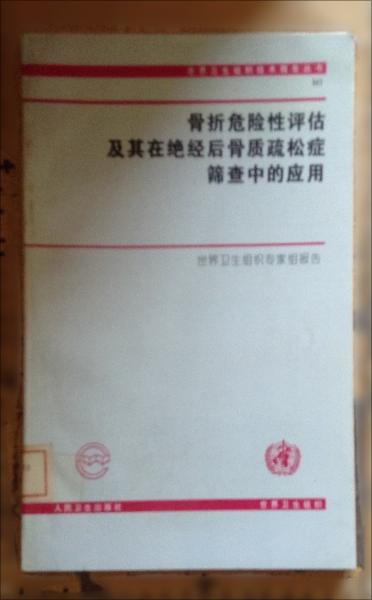 世界卫生组织技术报告丛书
843
骨折危险性评估
及其在绝经后骨质疏松症
筛查中的应用
世界卫生组织专家组报告
人民卫生出版社
世界卫生组织